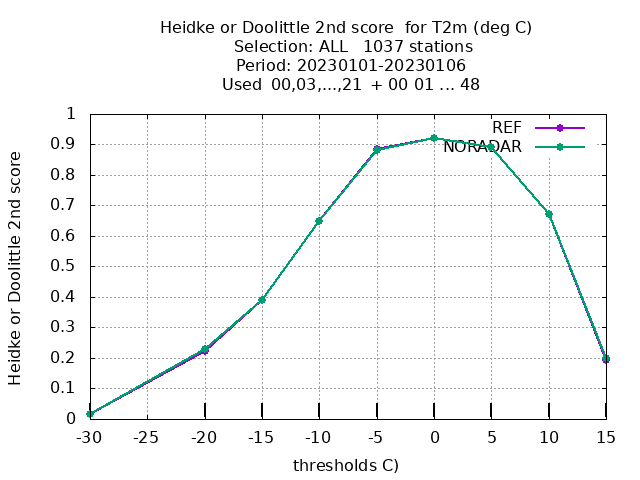 Heidke or Doolittle 2nd score  for T2m (deg C)
Selection: ALL   1037 stations
Period: 20230101-20230106
Used  00,03,...,21  + 00 01 ... 48
REF
NORADAR
Heidke or Doolittle 2nd score
1
0.9
0.8
0.7
0.6
0.5
0.4
0.3
0.2
0.1
0
-30 -25 -20 -15 -10 -5 0 5 10 15
thresholds C)